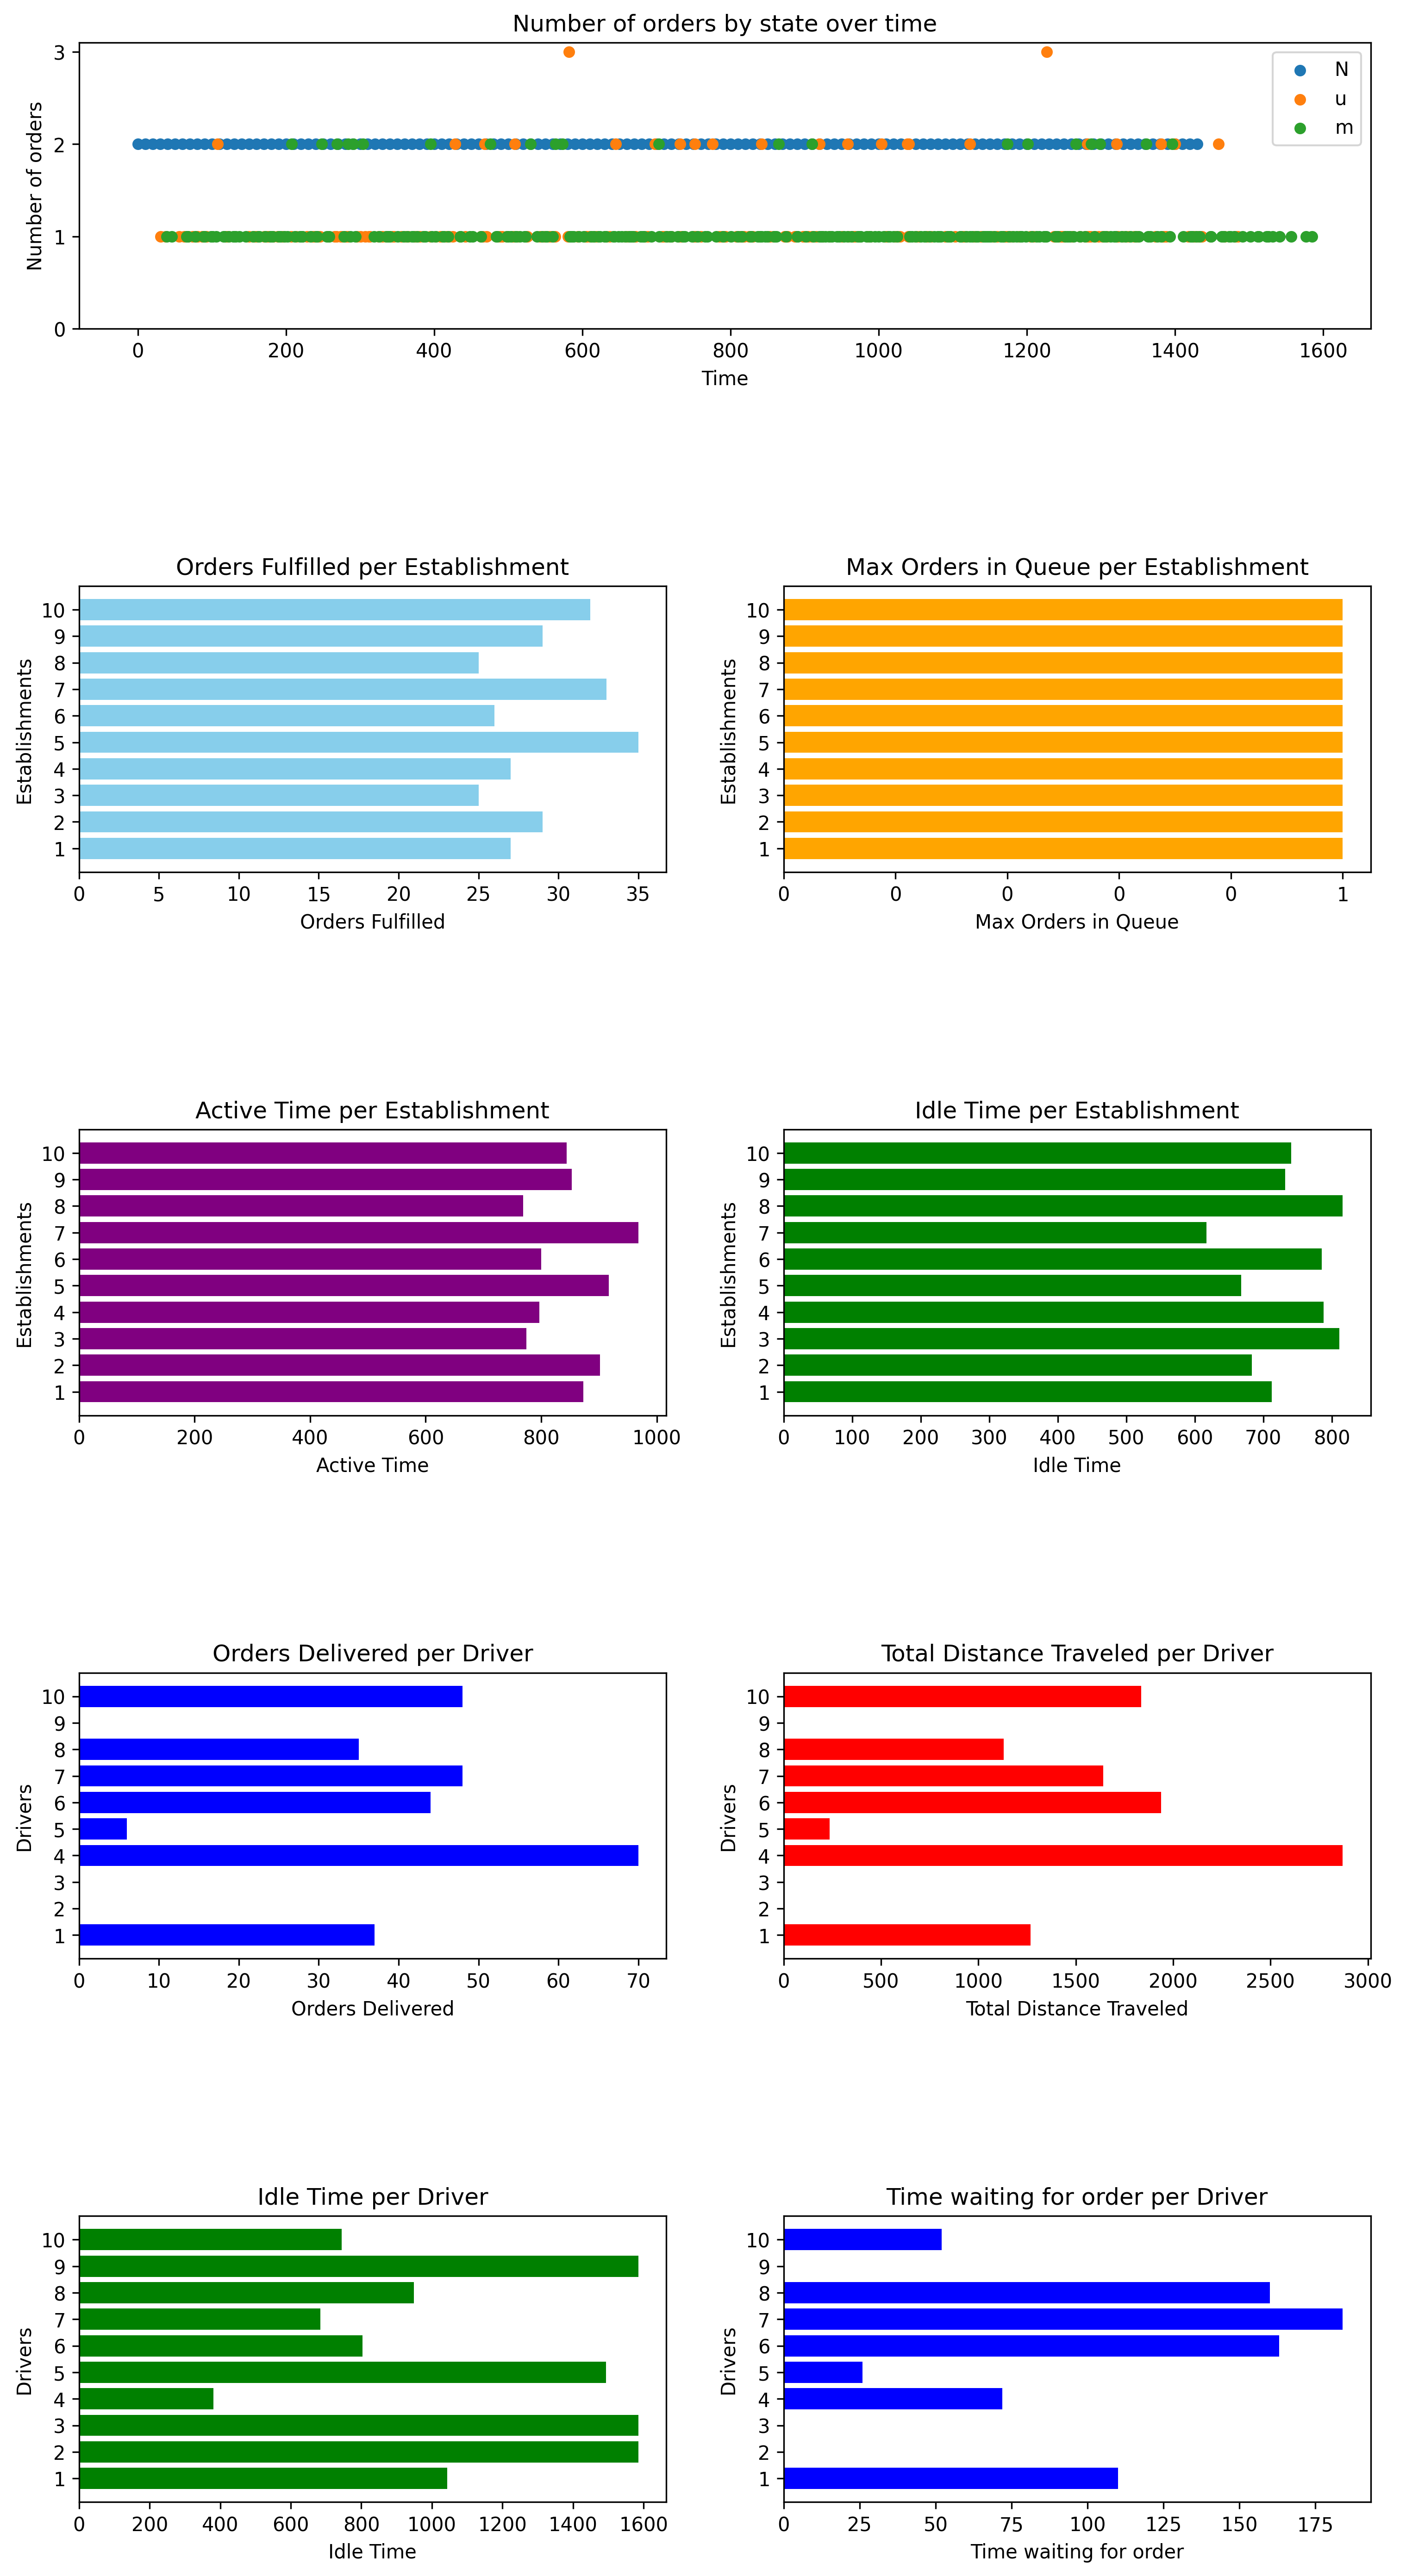 Number of orders by state over time
3
2
1
0
Number of orders
N
u
m
0 200 400 600 800 1000 1200 1400 1600
Time
Orders Fulfilled per Establishment
10
9
8
7
6
5
4
3
2
1
Establishments
0 5 10 15 20 25 30 35
Orders Fulfilled
Max Orders in Queue per Establishment
10
9
8
7
6
5
4
3
2
1
Establishments
0 0 0 0 0 1
Max Orders in Queue
Active Time per Establishment
10
9
8
7
6
5
4
3
2
1
Establishments
0 200 400 600 800 1000
Active Time
Idle Time per Establishment
10
9
8
7
6
5
4
3
2
1
Establishments
0 100 200 300 400 500 600 700 800
Idle Time
Orders Delivered per Driver
10
9
8
7
6
5
4
3
2
1
Drivers
0 10 20 30 40 50 60 70
Orders Delivered
Total Distance Traveled per Driver
10
9
8
7
6
5
4
3
2
1
Drivers
0 500 1000 1500 2000 2500 3000
Total Distance Traveled
Idle Time per Driver
10
9
8
7
6
5
4
3
2
1
Drivers
0 200 400 600 800 1000 1200 1400 1600
Idle Time
Time waiting for order per Driver
10
9
8
7
6
5
4
3
2
1
Drivers
0 25 50 75 100 125 150 175
Time waiting for order